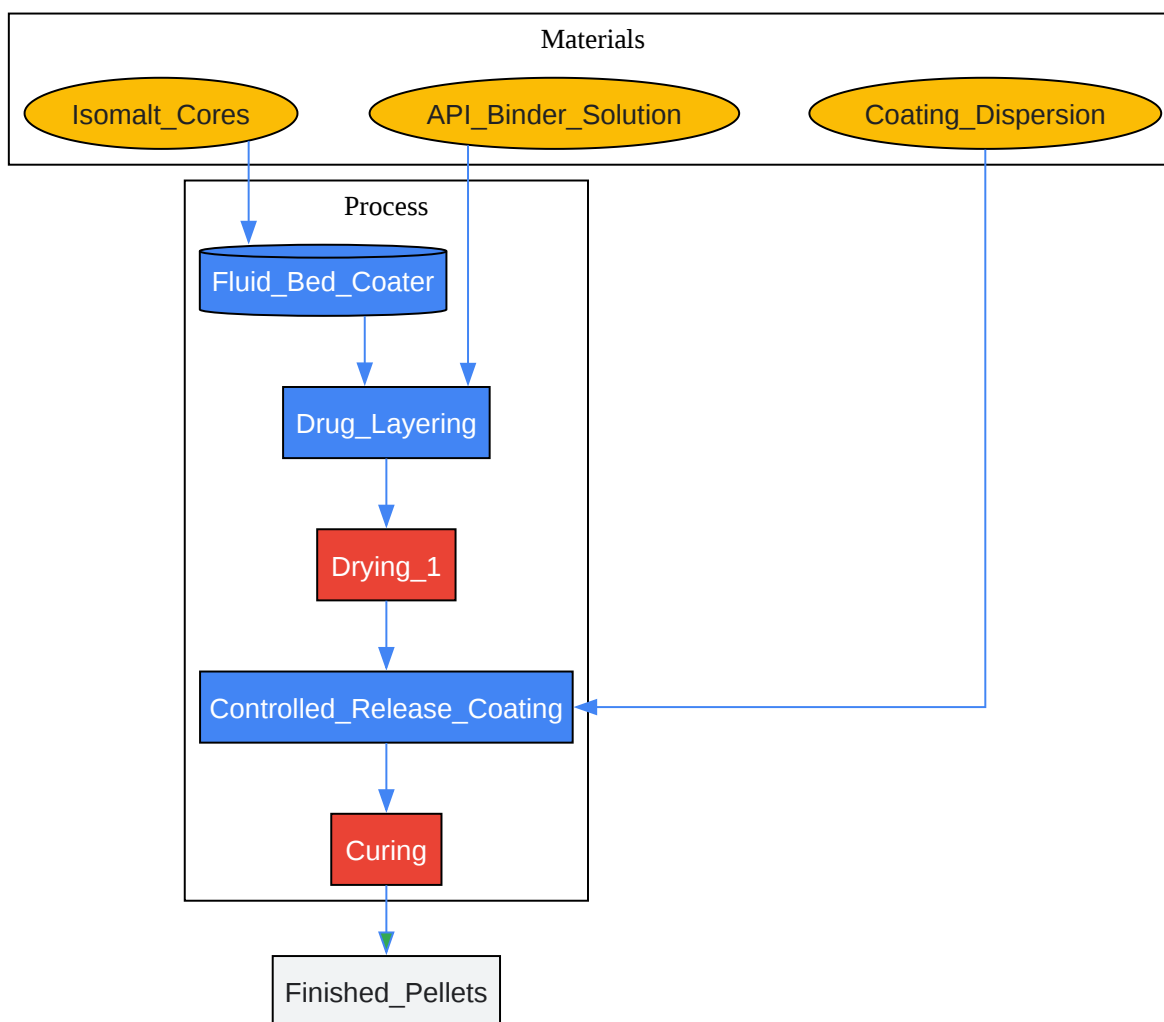 Materials
Isomalt_Cores
API_Binder_Solution
Coating_Dispersion
Process
Fluid_Bed_Coater
Drug_Layering
Drying_1
Controlled_Release_Coating
Curing
Finished_Pellets